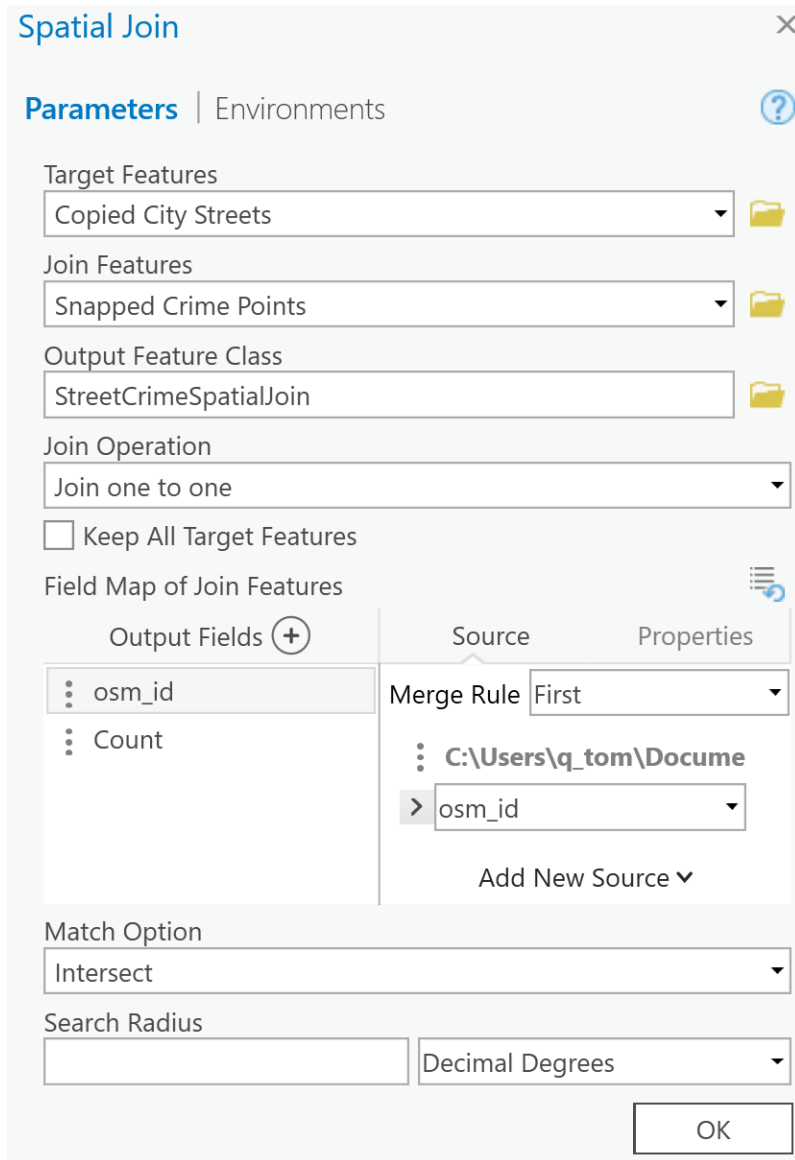 Spatial Join
Parameters | Environments
Target Features
Copied City Streets
Join Features
Snapped Crime Points
Output Feature Class
StreetCrimeSpatialJoin
Join Operation
Join one to one
Keep All Target Features
Field Map of Join Features
Output Fields
Source Properties
osm_id
Count
Merge Rule First
C:\Users\q_tom\Docume
osm_id
Add New Source
Match Option
Intersect
Search Radius
Decimal Degrees
OK